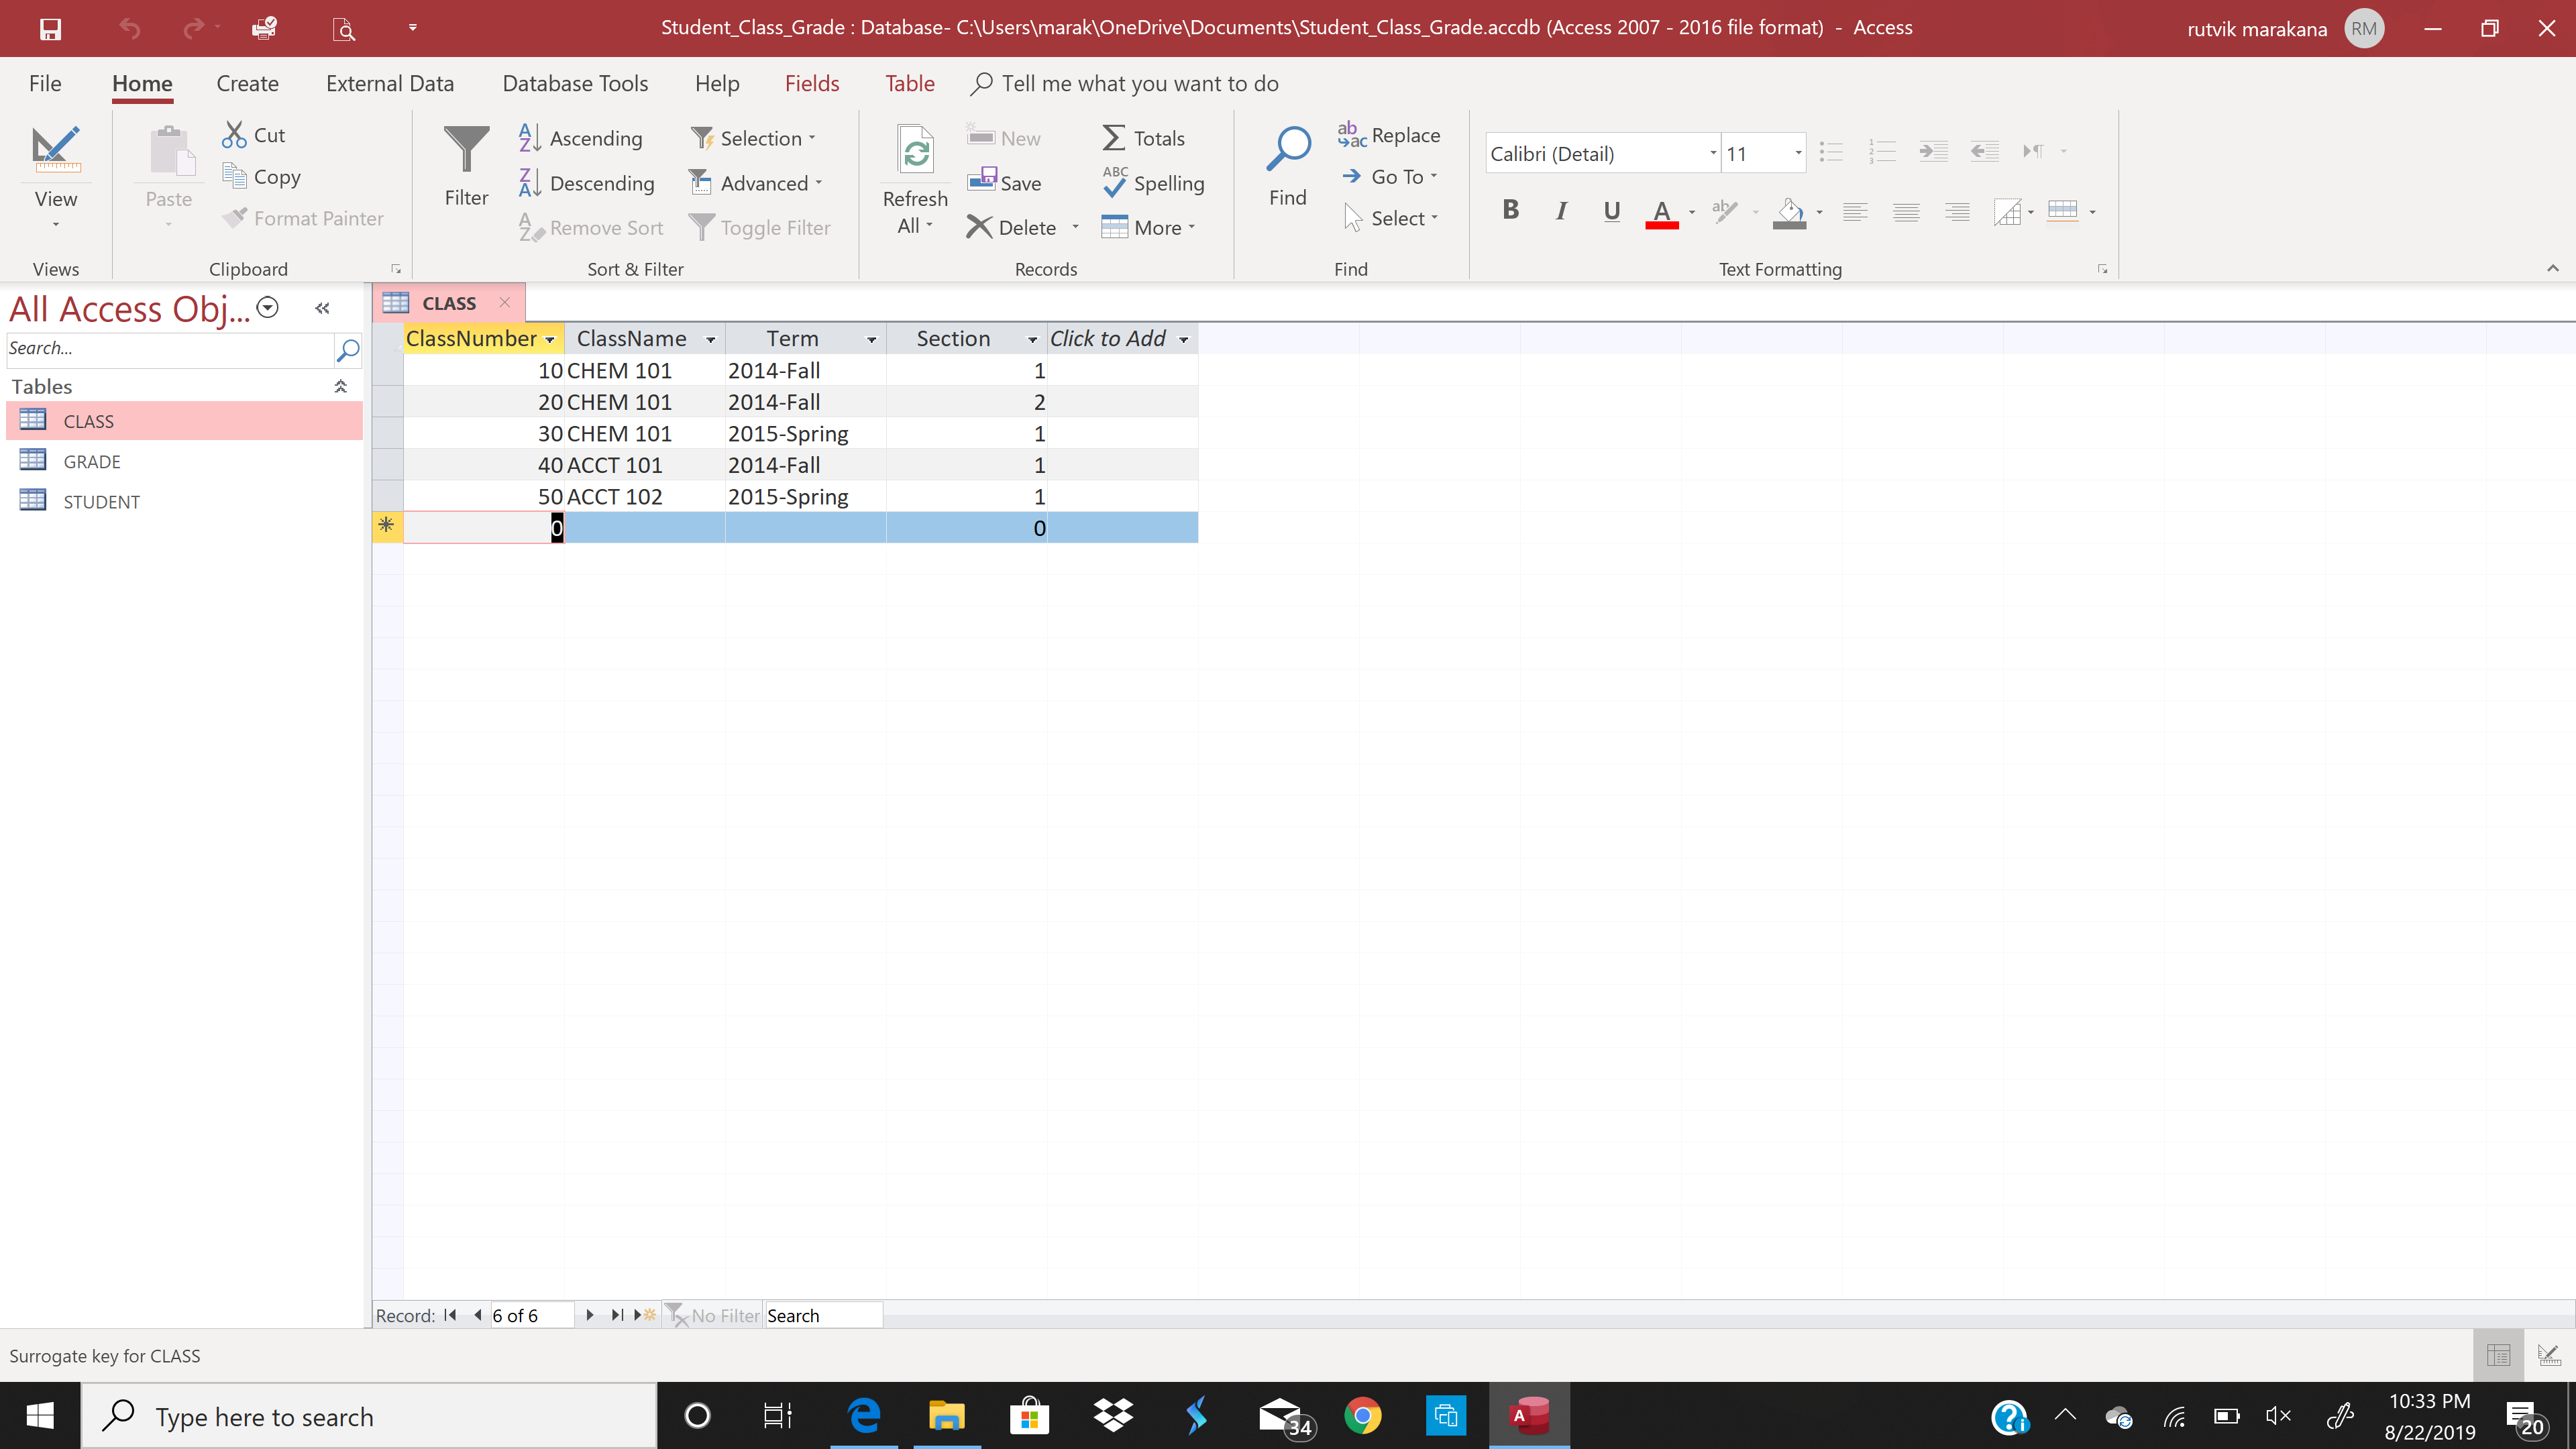 Student_Class_Grade : Database- C:\Users\marak\OneDrive\Documents\Student_Class_Grade.accdb (Access 2007 - 2016 file format) - Access
rutvik marakana RM
File Home Create External Data Database Tools Help Fields Table Tell me what you want to do
View
Views
Paste
Cut
Copy
Format Painter
Clipboard
Filter
Ascending
Descending
Remove Sort
Selection
Advanced
Toggle Filter
Sort & Filter
Refresh
All
New
Save
Delete
Totals
Spelling
More
Records
Find
Replace
Go To
Select
Find
Calibri (Detail) 11
B I U A
Text Formatting
All Access Obj...
Search...
Tables
CLASS
GRADE
STUDENT
CLASS
ClassNumber ClassName Term Section Click to Add
10 CHEM 101 2014-Fall 1
20 CHEM 101 2014-Fall 2
30 CHEM 101 2015-Spring 1
40 ACCT 101 2014-Fall 1
50 ACCT 102 2015-Spring 1
0 0
Record: 6 of 6 No Filter Search
Surrogate key for CLASS
Type here to search
34
10:33 PM
8/22/2019
20